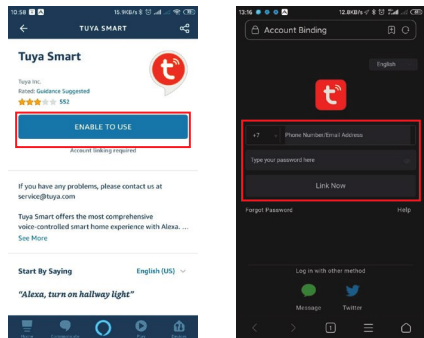 10:58
15.9KB/s
TUYA SMART
Tuya Smart
Tuya Inc.
Rated: Guidance Suggested
552
ENABLE TO USE
Account linking required
If you have any problems, please contact us at
service@tuya.com
Tuya Smart offers the most comprehensive
voice-controlled smart home experience with Alexa. ...
See More
Start By Saying
English (US)
“Alexa, turn on hallway light”
Home
Play
Devices
13:16
12.8KB/s
Account Binding
English
+7
Phone Number/Email Address
Type your password here
Link Now
Forgot Password
Help
Log in with other method
Message
Twitter
1